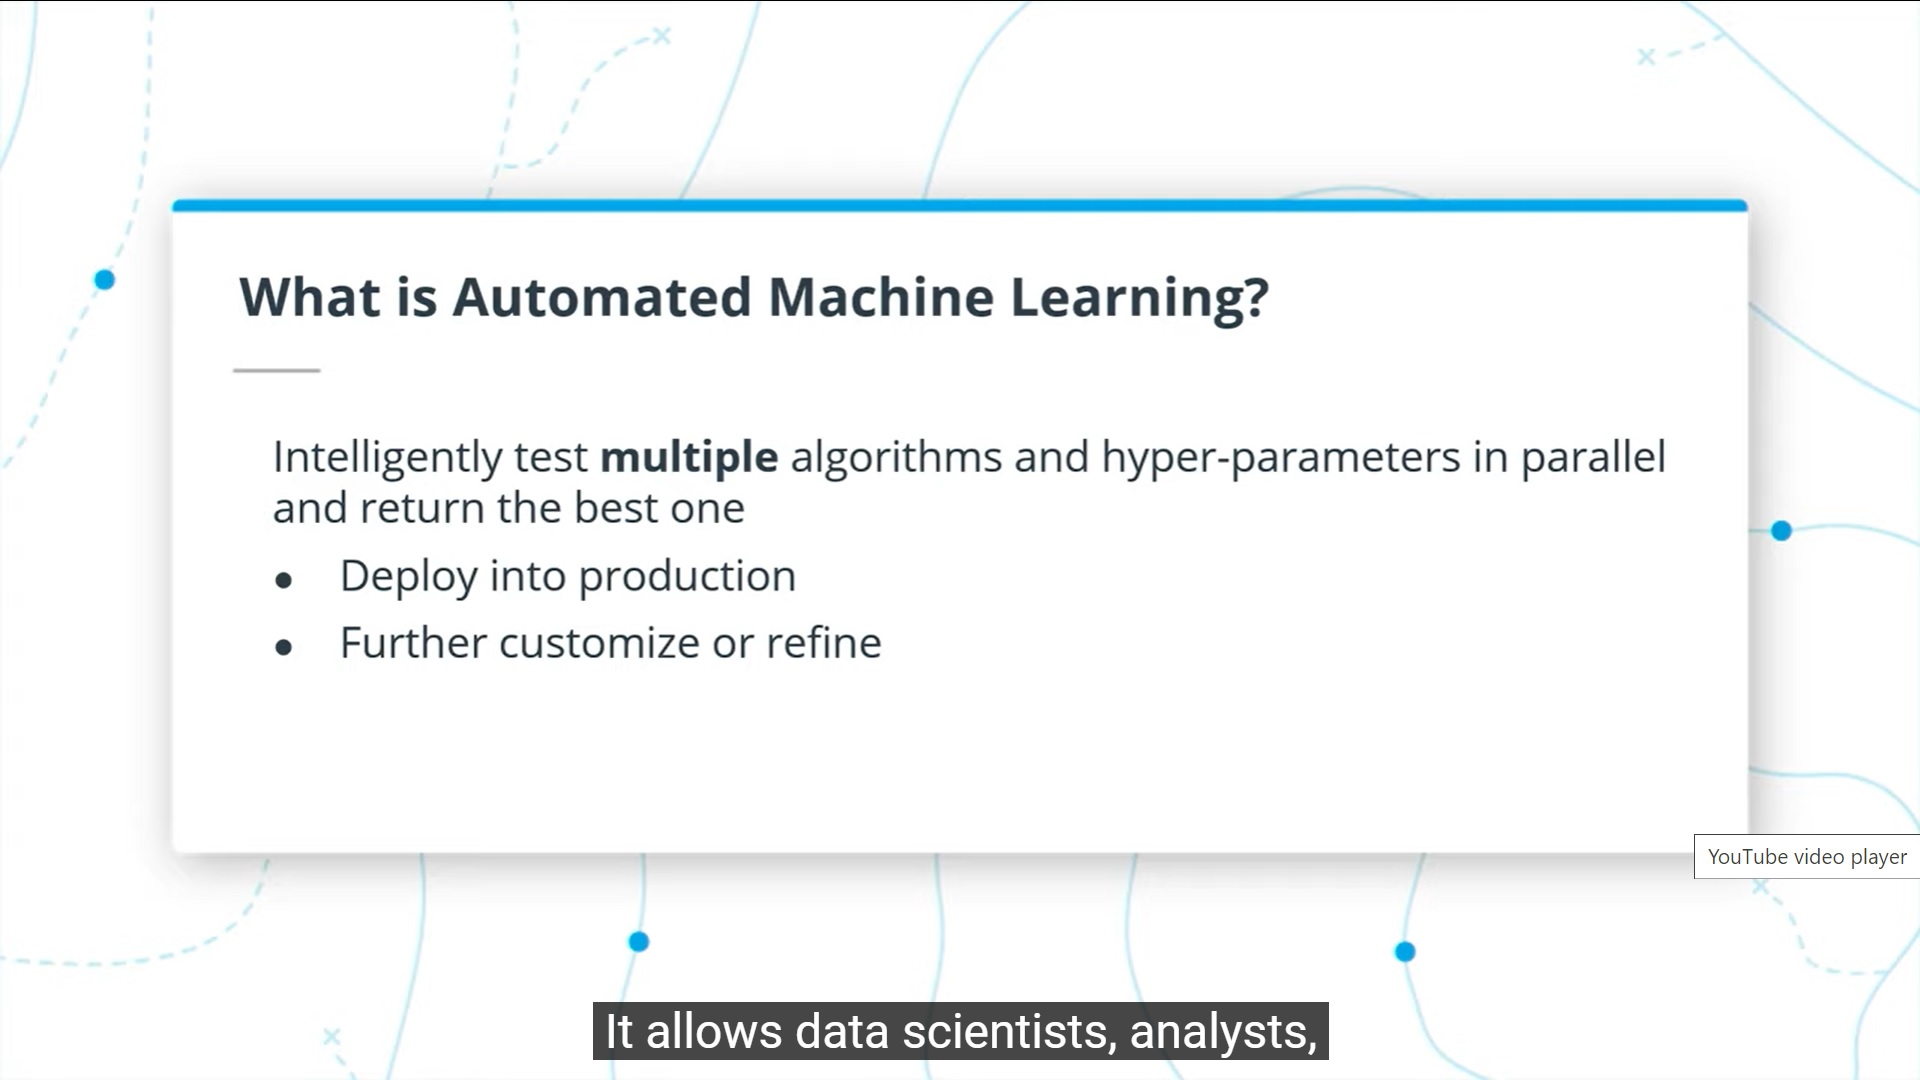 What is Automated Machine Learning?
Intelligently test multiple algorithms and hyper-parameters in parallel
and return the best one
● Deploy into production
● Further customize or refine
YouTube video player
It allows data scientists, analysts,